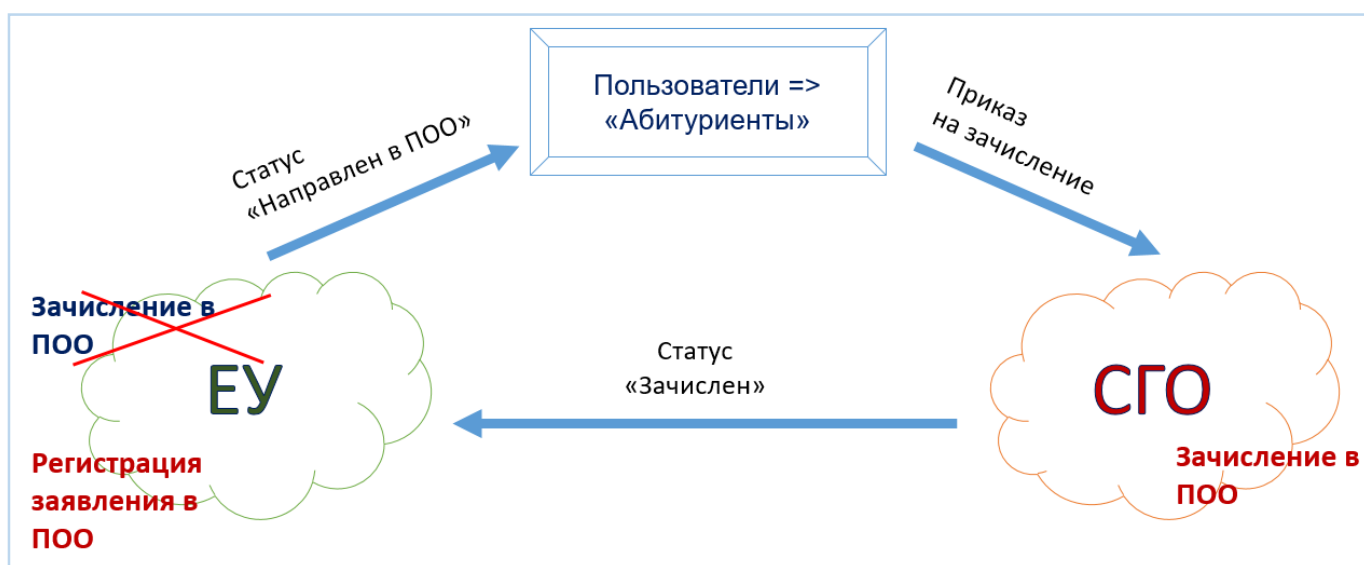 Пользователи =>
«Абитуриенты»
Статус
«Направлен в ПОО»
Приказ
на зачисление
Зачисление в
ПОО
ЕУ
Регистрация
заявления в
ПОО
Статус
«Зачислен»
СГО
Зачисление в
ПОО